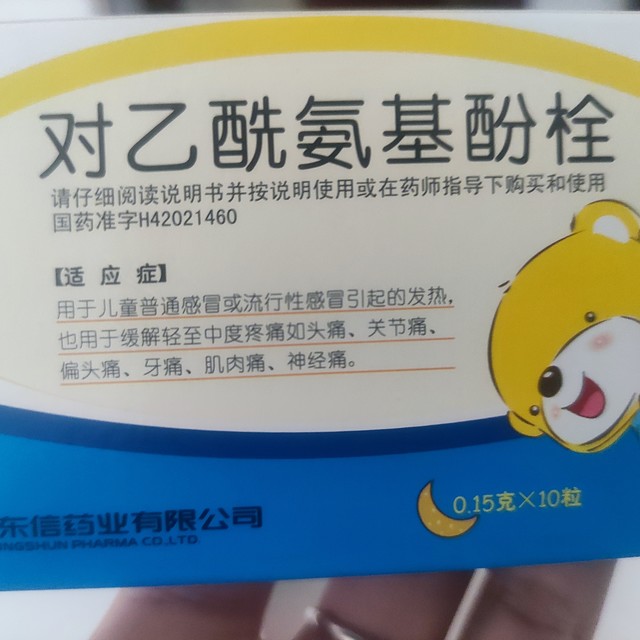 对乙酰氨基酚栓
请仔细阅读说明书并按说明使用或在药师指导下购买和使用
国药准字H42021460
【适应症】
用于儿童普通感冒或流行性感冒引起的发热，
也用于缓解轻至中度疼痛如头痛、关节痛、
偏头痛、牙痛、肌肉痛、神经痛。
0.15克×10粒
东信药业有限公司
ONGSHUN PHARMA CO.,LTD.